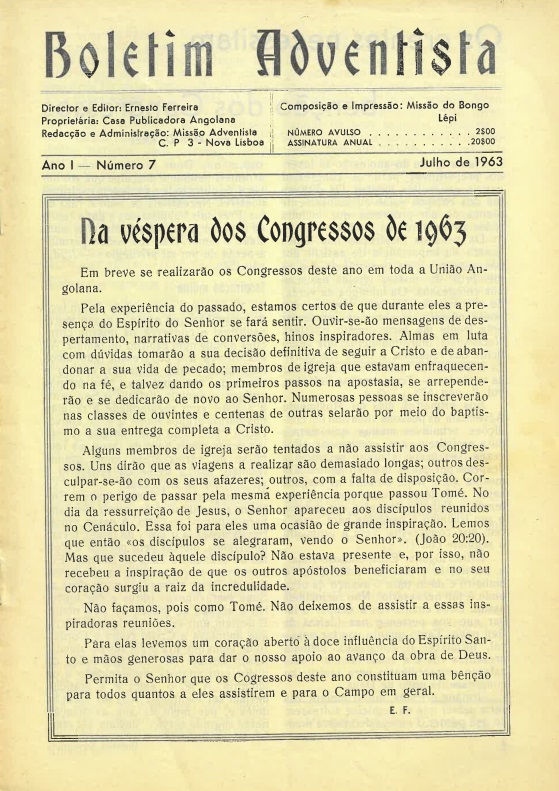 Boletim Adventista
Director e Editor: Ernesto Ferreira
Proprietária: Casa Publicadora Angolana
Redacção e Administração: Missão Adventista
C. P 3 - Nova Lisboa
Composição e Impressão: Missão do Bongo
Lépi
NÚMERO AVULSO . . . . . . . . . . . . 2$00
ASSINATURA ANUAL . . . . . . . . . . . .20$00
Ano I — Número 7
Julho de 1963
Na véspera dos Congressos de 1963
Em breve se realizarão os Congressos deste ano em toda a União An-
golana.
Pela experiência do passado, estamos certos de que durante eles a pre-
sença do Espírito do Senhor se fará sentir. Ouvir-se-ão mensagens de des-
pertamento, narrativas de conversões, hinos inspiradores. Almas em luta
com dúvidas tomarão a sua decisão definitiva de seguir a Cristo e de aban-
donar a sua vida de pecado; membros de igreja que estavam enfraquecen-
do na fé, e talvez dando os primeiros passos na apostasia, se arrepende-
rão e se dedicarão de novo ao Senhor. Numerosas pessoas se inscreverão
nas classes de ouvintes e centenas de outras selarão por meio do baptis-
mo a sua entrega completa a Cristo.
Alguns membros de igreja serão tentados a não assistir aos Congres-
sos. Uns dirão que as viagens a realizar são demasiado longas; outros des-
culpar-se-ão com os seus afazeres; outros, com a falta de disposição. Cor-
rem o perigo de passar pela mesma experiência porque passou Tomé. No
dia da ressurreição de Jesus, o Senhor apareceu aos discípulos reunidos
no Cenáculo. Essa foi para eles uma ocasião de grande inspiração. Lemos
que então «os discípulos se alegraram, vendo o Senhor». (João 20:20).
Mas que sucedeu àquele discípulo? Não estava presente e, por isso, não
recebeu a inspiração de que os outros apóstolos beneficiaram e no seu
coração surgiu a raiz da incredulidade.
Não façamos, pois como Tomé. Não deixemos de assistir a essas ins-
piradoras reuniões.
Para elas levemos um coração aberto à doce influência do Espírito San-
to e mãos generosas para dar o nosso apoio ao avanço da obra de Deus.
Permita o Senhor que os Cogressos deste ano constituam uma bênção
para todos quantos a eles assistirem e para o Campo em geral.
E. F.